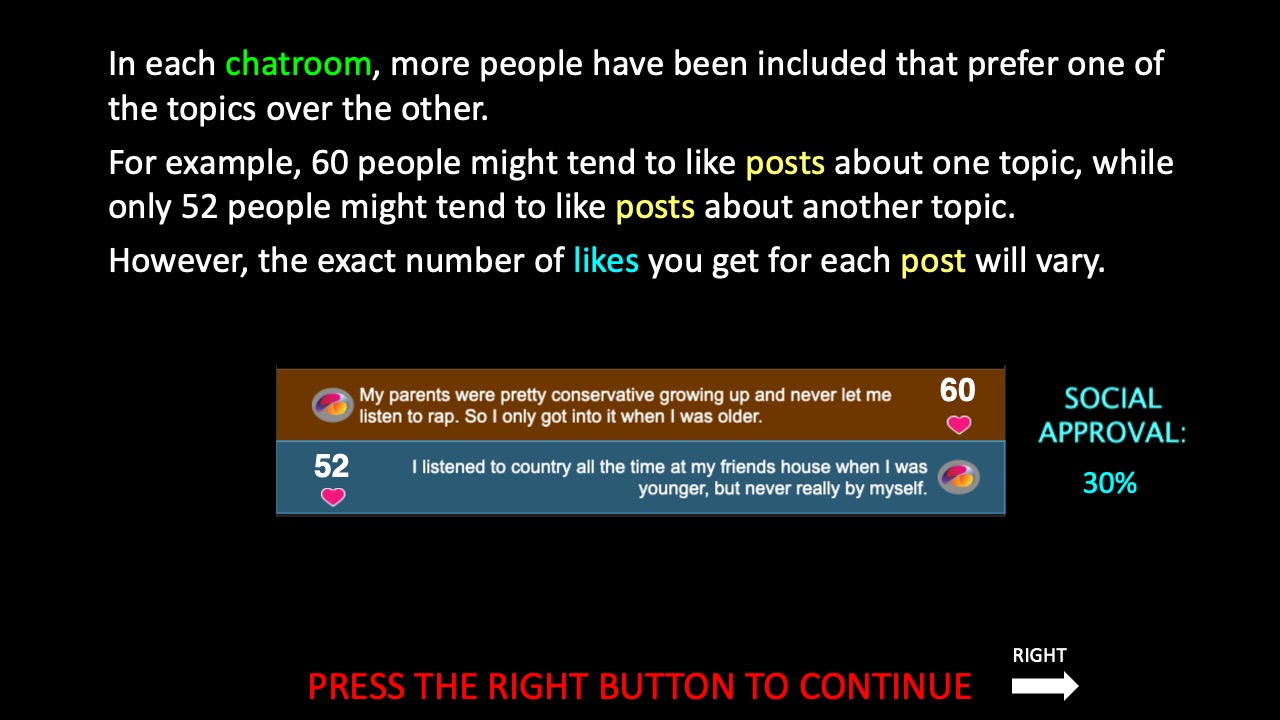 In each chatroom, more people have been included that prefer one of
the topics over the other.
For example, 60 people might tend to like posts about one topic, while
only 52 people might tend to like posts about another topic.
However, the exact number of likes you get for each post will vary.
My parents were pretty conservative growing up and never let me
listen to rap. So I only got into it when I was older.
60
52
I listened to country all the time at my friends house when I was
younger, but never really by myself.
SOCIAL
APPROVAL:
30%
RIGHT
PRESS THE RIGHT BUTTON TO CONTINUE